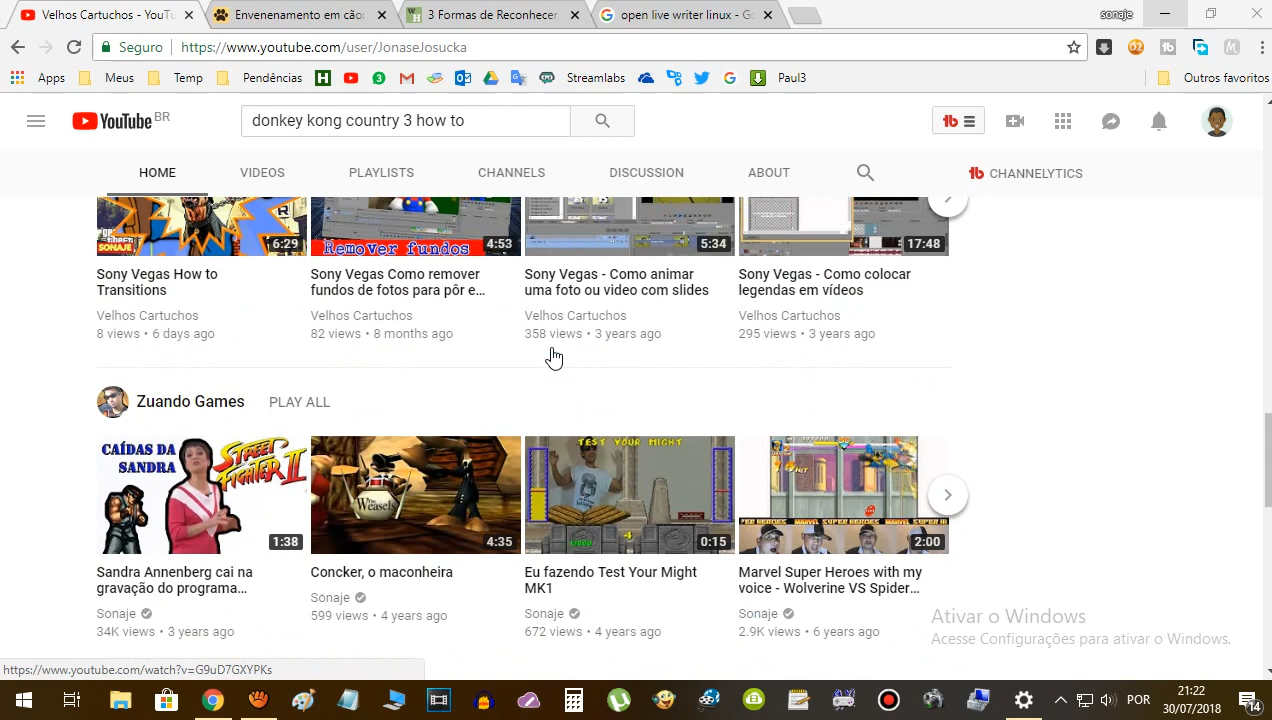 Velhos Cartuchos - YouTu
Envenenamento em cão:
3 Formas de Reconhecer
open live writer linux - Go
sonaje
Seguro
https://www.youtube.com/user/JonaseJosucka
Apps
Meus
Temp
Pendências
Streamlabs
Paul3
Outros favoritos
YouTube BR
donkey kong country 3 how to
HOME
VIDEOS
PLAYLISTS
CHANNELS
DISCUSSION
ABOUT
CHANNELYTICS
6:29
Remover fundos
4:53
5:34
17:48
Sony Vegas How to
Transitions
Velhos Cartuchos
8 views • 6 days ago
Sony Vegas Como remover
fundos de fotos para pôr e...
Velhos Cartuchos
82 views • 8 months ago
Sony Vegas - Como animar
uma foto ou video com slides
Velhos Cartuchos
358 views • 3 years ago
Sony Vegas - Como colocar
legendas em vídeos
Velhos Cartuchos
295 views • 3 years ago
Zuando Games
PLAY ALL
CAÍDAS DA
SANDRA
STREET
FIGHTER II
1:38
The
Weasels
4:35
TEST YOUR MIGHT
0:15
HIT
MARVEL SUPER HEROES
2:00
Sandra Annenberg cai na
gravação do programa...
Sonaje
34K views • 3 years ago
Concker, o maconheira
Sonaje
599 views • 4 years ago
Eu fazendo Test Your Might
MK1
Sonaje
672 views • 4 years ago
Marvel Super Heroes with my
voice - Wolverine VS Spider...
Sonaje
2.9K views • 6 years ago
Ativar o Windows
Acesse Configurações para ativar o Windows.
https://www.youtube.com/watch?v=G9uD7GXYPKs
POR
21:22
30/07/2018
14